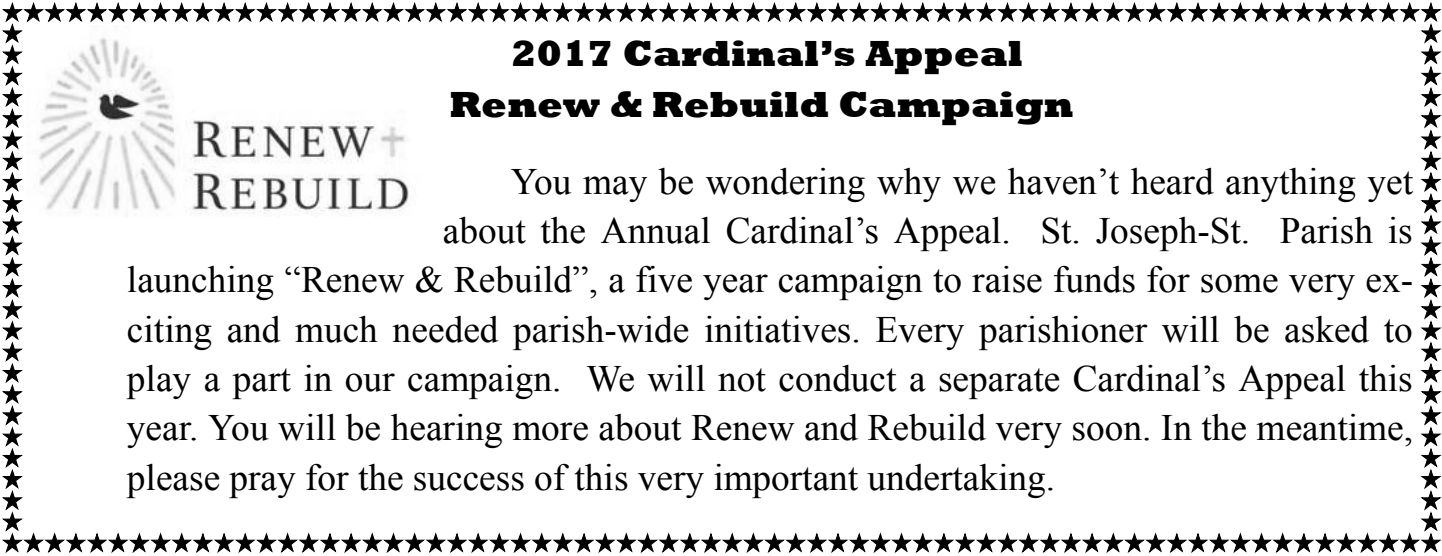 2017 Cardinal’s Appeal
Renew & Rebuild Campaign
RENEW+
REBUILD
You may be wondering why we haven’t heard anything yet
about the Annual Cardinal’s Appeal.  St. Joseph-St.  Parish is
launching “Renew & Rebuild”, a five year campaign to raise funds for some very ex-
citing and much needed parish-wide initiatives. Every parishioner will be asked to
play a part in our campaign.  We will not conduct a separate Cardinal’s Appeal this
year. You will be hearing more about Renew and Rebuild very soon. In the meantime,
please pray for the success of this very important undertaking.